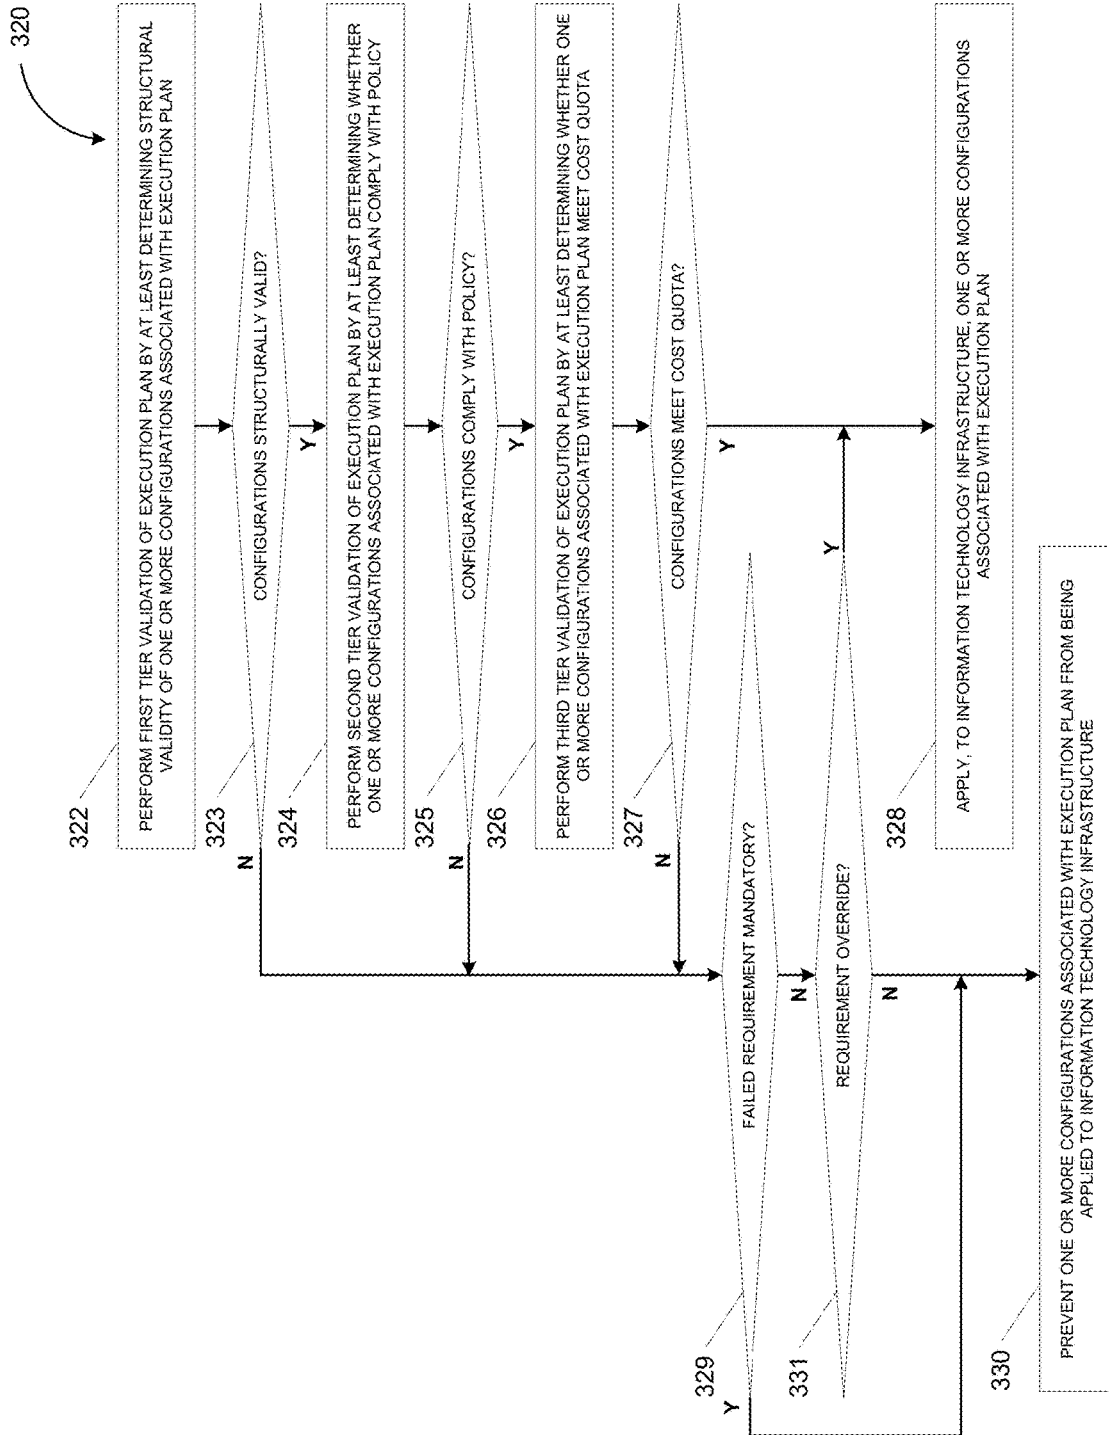 320
322
PERFORM FIRST TIER VALIDATION OF EXECUTION PLAN BY AT LEAST DETERMINING STRUCTURAL
VALIDITY OF ONE OR MORE CONFIGURATIONS ASSOCIATED WITH EXECUTION PLAN
323
CONFIGURATIONS STRUCTURALLY VALID?
N
Y
324
PERFORM SECOND TIER VALIDATION OF EXECUTION PLAN BY AT LEAST DETERMINING WHETHER
ONE OR MORE CONFIGURATIONS ASSOCIATED WITH EXECUTION PLAN COMPLY WITH POLICY
325
CONFIGURATIONS COMPLY WITH POLICY?
N
Y
326
PERFORM THIRD TIER VALIDATION OF EXECUTION PLAN BY AT LEAST DETERMINING WHETHER ONE
OR MORE CONFIGURATIONS ASSOCIATED WITH EXECUTION PLAN MEET COST QUOTA
327
CONFIGURATIONS MEET COST QUOTA?
N
Y
329
FAILED REQUIREMENT MANDATORY?
Y
N
331
REQUIREMENT OVERRIDE?
Y
N
328
APPLY, TO INFORMATION TECHNOLOGY INFRASTRUCTURE, ONE OR MORE CONFIGURATIONS
ASSOCIATED WITH EXECUTION PLAN
330
PREVENT ONE OR MORE CONFIGURATIONS ASSOCIATED WITH EXECUTION PLAN FROM BEING
APPLIED TO INFORMATION TECHNOLOGY INFRASTRUCTURE